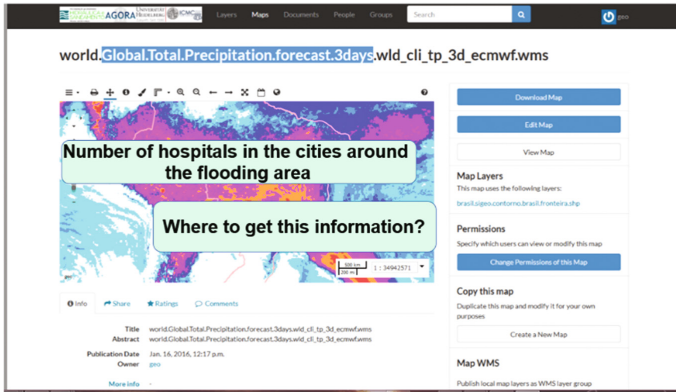 AGORA
Layers Maps Documents People Groups Search
geo
world.Global.Total.Precipitation.forecast.3days.wld_cli_tp_3d_ecmwf.wms
Download Map
Edit Map
View Map
Number of hospitals in the cities around
the flooding area
Where to get this information?
Map Layers
This map uses the following layers:
brasil.sigeo.contorno.brasil.fronteira.shp
Permissions
Specify which users can view or modify this map
Change Permissions of this Map
500 km
200 mi
1 : 34942571
Copy this map
Duplicate this map and modify it for your own
purposes
Create a New Map
Info Share Ratings Comments
Title world.Global.Total.Precipitation.forecast.3days.wld_cli_tp_3d_ecmwf.wms
Abstract world.Global.Total.Precipitation.forecast.3days.wld_cli_tp_3d_ecmwf.wms
Publication Date Jan. 16, 2016, 12:17 p.m.
Owner geo
More info -
Map WMS
Publish local map layers as WMS layer group